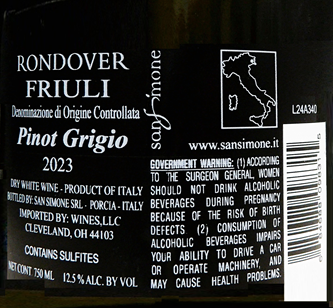 RONDOVER
FRIULI
Denominazione di Origine Controllata
Pinot Grigio
2023
DRY WHITE WINE - PRODUCT OF ITALY
BOTTLED BY: SAN SIMONE SRL - PORCIA - ITALY
IMPORTED BY: WINES, LLC
CLEVELAND, OH 44103
CONTAINS SULFITES
NET CONT 750 ML 12.5% ALC. BY VOL
sanSimone
www.sansimone.it
GOVERNMENT WARNING: (1) ACCORDING
TO THE SURGEON GENERAL, WOMEN
SHOULD NOT DRINK ALCOHOLIC
BEVERAGES DURING PREGNANCY
BECAUSE OF THE RISK OF BIRTH
DEFECTS (2) CONSUMPTION OF
ALCOHOLIC BEVERAGES IMPAIRS
YOUR ABILITY TO DRIVE A CAR
OR OPERATE MACHINERY, AND
MAY CAUSE HEALTH PROBLEMS.
L24A340